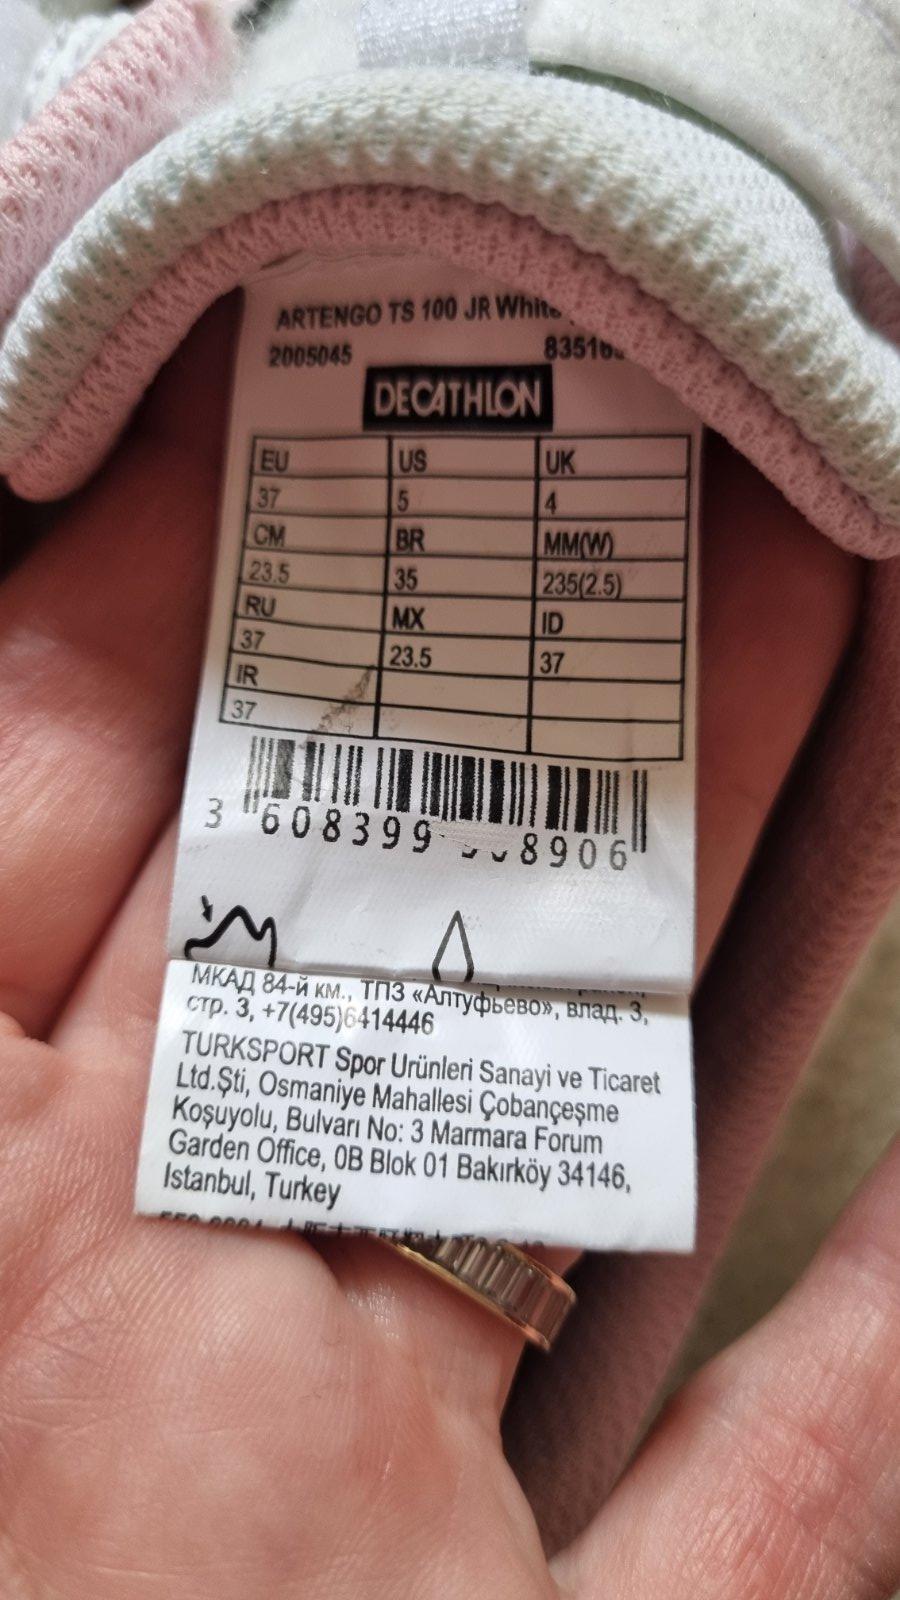 ARTENGO TS 100 JR White
2005045
DECATHLON
EU US UK
37 5 4
CM BR MM(W)
23.5 35 235(2.5)
RU MX ID
37 23.5 37
IR
37
3 608399 8906
МКАД 84-й км., ТПЗ «Алтуфьево», влад. 3,
стр. 3, +7(495)6414446
TURKSPORT Spor Urünleri Sanayi ve Ticaret
Ltd.Şti, Osmaniye Mahallesi Çobançeşme
Koşuyolu, Bulvarı No: 3 Marmara Forum
Garden Office, 0B Blok 01 Bakırköy 34146,
Istanbul, Turkey